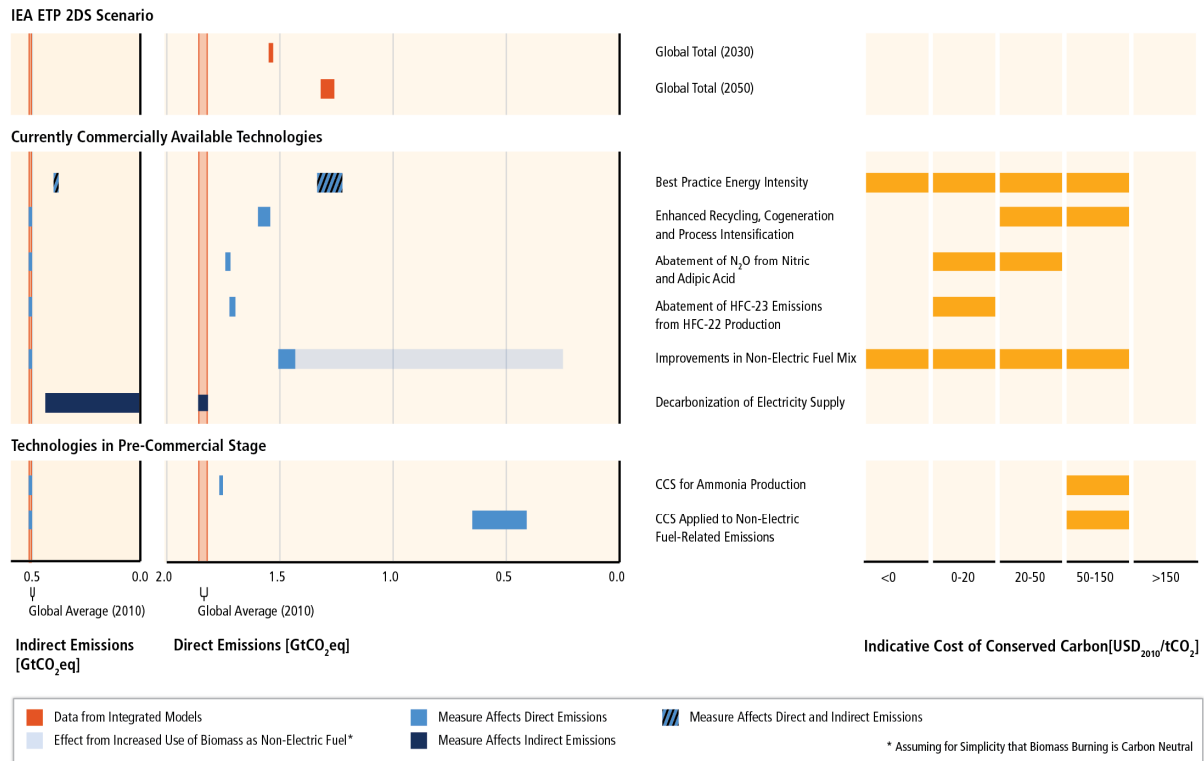 IEA ETP 2DS Scenario
Global Total (2030)
Global Total (2050)
Currently Commercially Available Technologies
Best Practice Energy Intensity
Enhanced Recycling, Cogeneration
and Process Intensification
Abatement of N₂O from Nitric
and Adipic Acid
Abatement of HFC-23 Emissions
from HFC-22 Production
Improvements in Non-Electric Fuel Mix
Decarbonization of Electricity Supply
Technologies in Pre-Commercial Stage
CCS for Ammonia Production
CCS Applied to Non-Electric
Fuel-Related Emissions
0.5 0.0 2.0 1.5 1.0 0.5 0.0 <0 0-20 20-50 50-150 >150
Global Average (2010) Global Average (2010)
Indirect Emissions
[GtCO₂eq]
Direct Emissions [GtCO₂eq]
Indicative Cost of Conserved Carbon[USD₂₀₁₀/tCO₂]
Data from Integrated Models
Effect from Increased Use of Biomass as Non-Electric Fuel*
Measure Affects Direct Emissions
Measure Affects Indirect Emissions
Measure Affects Direct and Indirect Emissions
* Assuming for Simplicity that Biomass Burning is Carbon Neutral